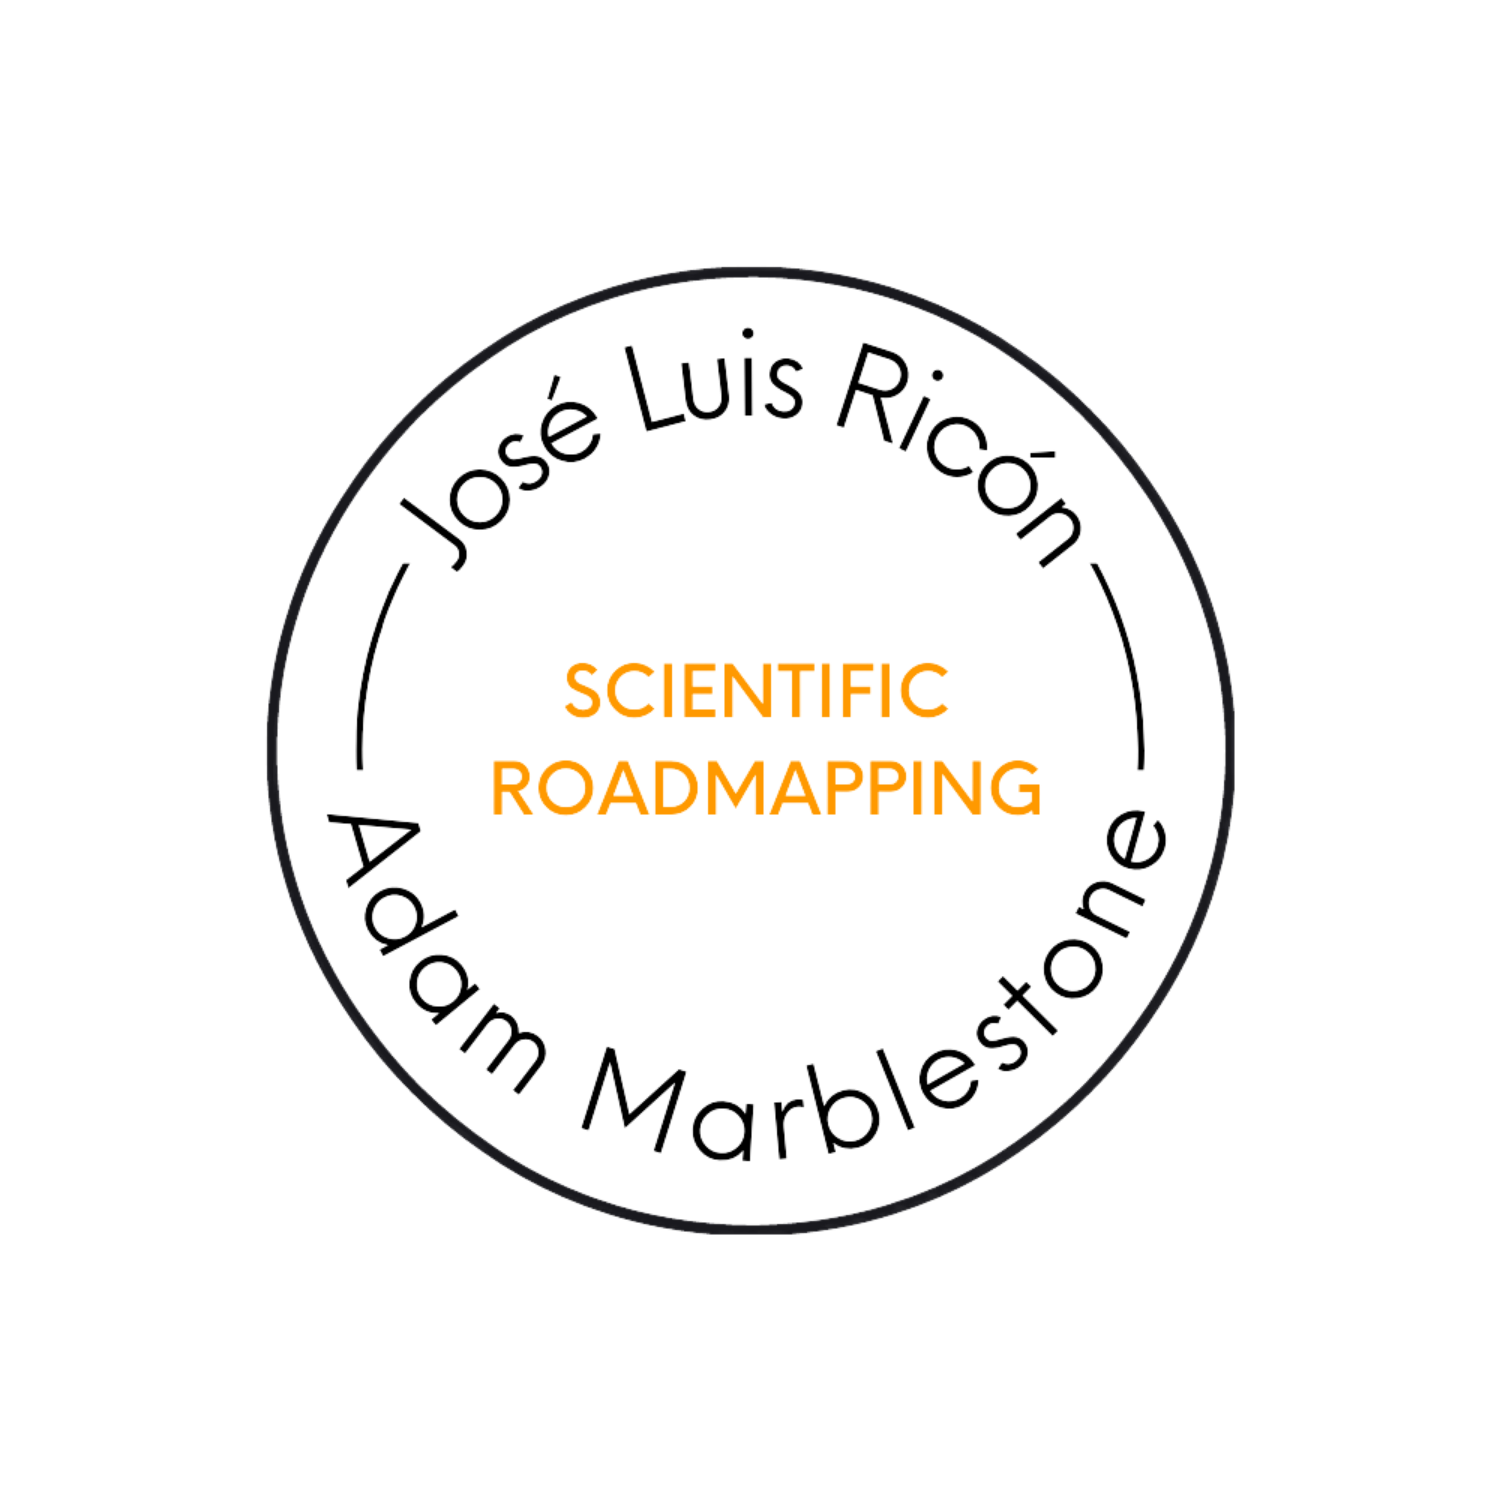 José Luis Ricón
SCIENTIFIC
ROADMAPPING
Adam Marblestone